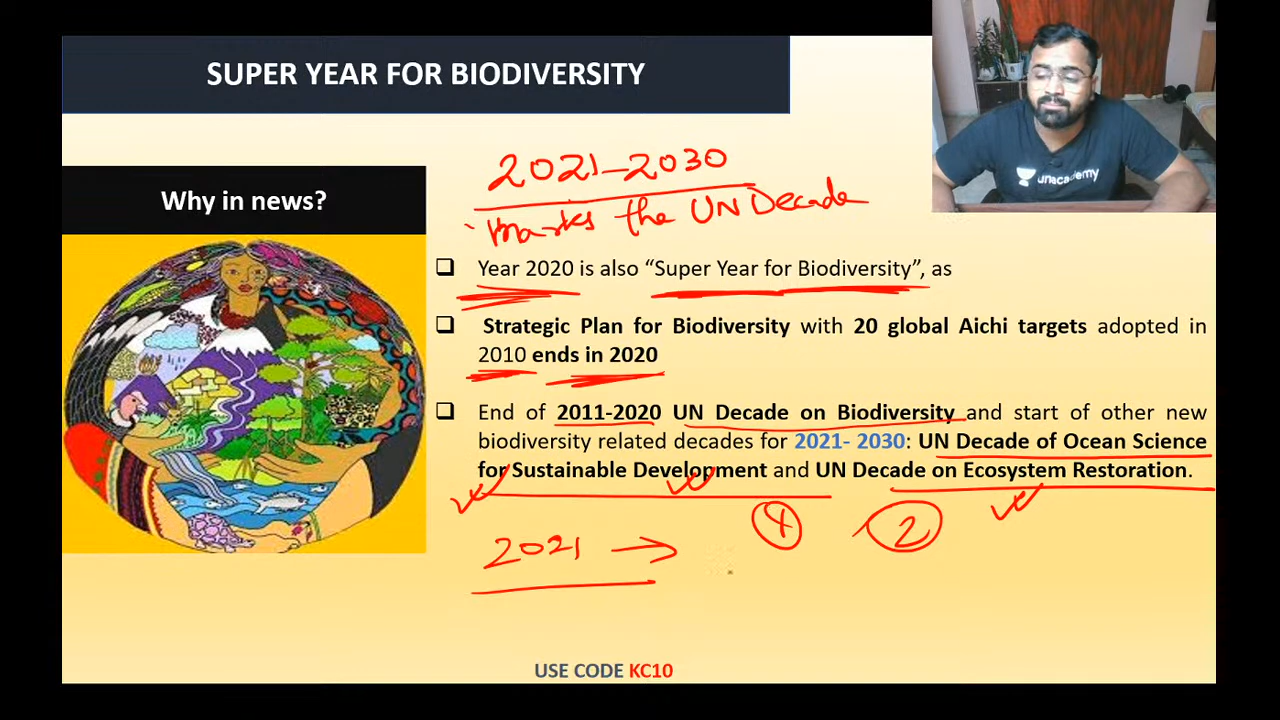 SUPER YEAR FOR BIODIVERSITY
unacademy
Why in news?
2021-2030
marks the UN Decade
Year 2020 is also “Super Year for Biodiversity”, as
Strategic Plan for Biodiversity with 20 global Aichi targets adopted in
2010 ends in 2020
End of 2011-2020 UN Decade on Biodiversity and start of other new
biodiversity related decades for 2021- 2030: UN Decade of Ocean Science
for Sustainable Development and UN Decade on Ecosystem Restoration.
2
2021 →
USE CODE KC10